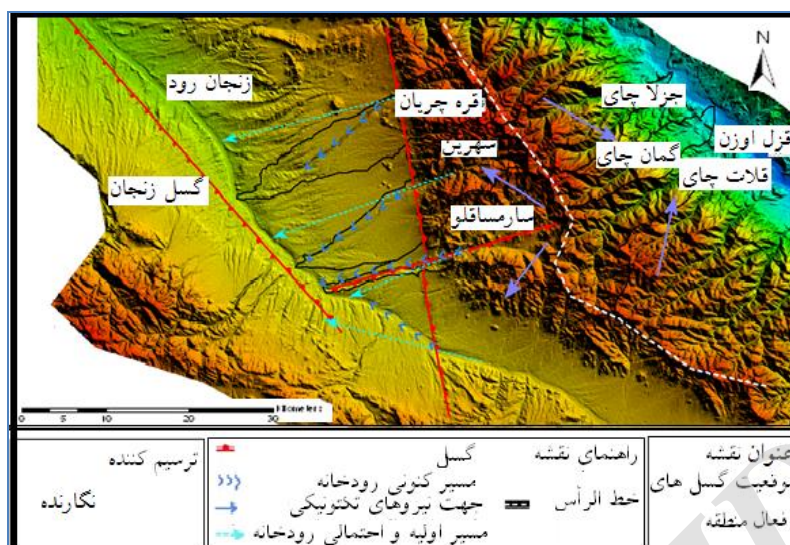 N
زنجان رود
قره چریان
جزلا چای
قزل اوزن
سهرین
گمان چای
قلات چای
گسل زنجان
سارمساقلو
0 5 10 20 30
Kilometers
عنوان نقشه
موقعیت گسل های
فعال منطقه
راهنمای نقشه
خط الرأس
گسل
مسیر کنونی رودخانه
جهت نیروهای تکتونیکی
مسیر اولیه و احتمالی رودخانه
ترسیم کننده
نگارنده